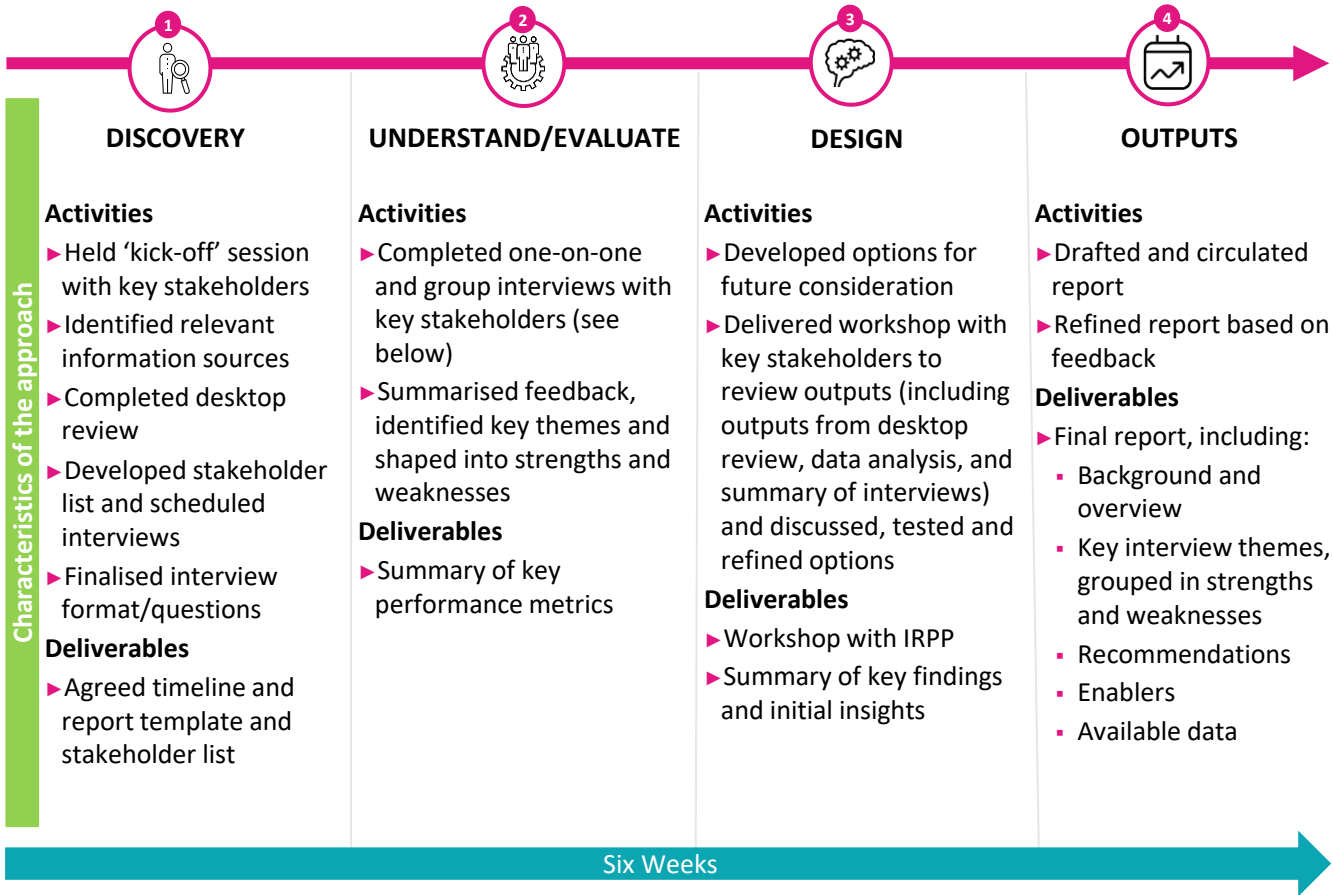 1
2
3
4
Characteristics of the approach
DISCOVERY
Activities
►Held ‘kick-off’ session
with key stakeholders
►Identified relevant
information sources
►Completed desktop
review
►Developed stakeholder
list and scheduled
interviews
►Finalised interview
format/questions
Deliverables
►Agreed timeline and
report template and
stakeholder list
UNDERSTAND/EVALUATE
Activities
►Completed one-on-one
and group interviews with
key stakeholders (see
below)
►Summarised feedback,
identified key themes and
shaped into strengths and
weaknesses
Deliverables
►Summary of key
performance metrics
DESIGN
Activities
►Developed options for
future consideration
►Delivered workshop with
key stakeholders to
review outputs (including
outputs from desktop
review, data analysis, and
summary of interviews)
and discussed, tested and
refined options
Deliverables
►Workshop with IRPP
►Summary of key findings
and initial insights
OUTPUTS
Activities
►Drafted and circulated
report
►Refined report based on
feedback
Deliverables
►Final report, including:
▪ Background and
overview
▪ Key interview themes,
grouped in strengths
and weaknesses
▪ Recommendations
▪ Enablers
▪ Available data
Six Weeks